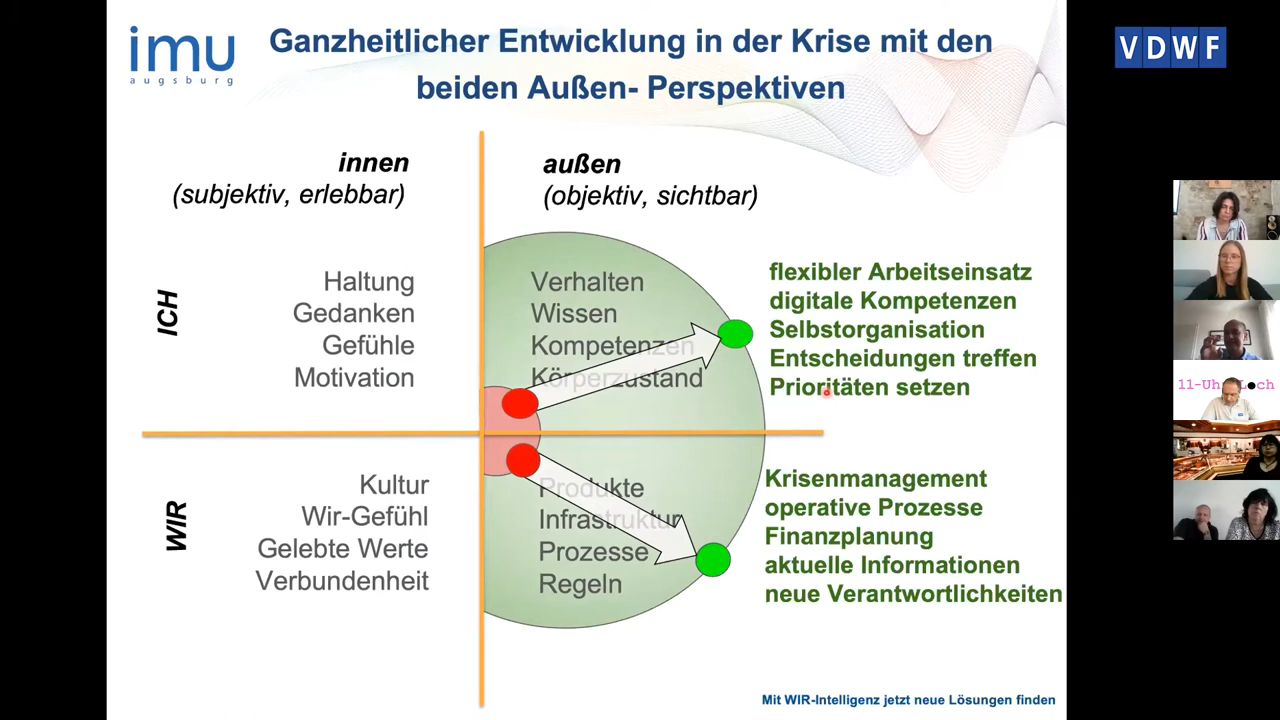 imu
augsburg
Ganzheitlicher Entwicklung in der Krise mit den
beiden Außen- Perspektiven
VDWF
innen
(subjektiv, erlebbar)
außen
(objektiv, sichtbar)
ICH
Haltung
Gedanken
Gefühle
Motivation
Verhalten
Wissen
Kompetenzen
Körperzustand
flexibler Arbeitseinsatz
digitale Kompetenzen
Selbstorganisation
Entscheidungen treffen
Prioritäten setzen
WIR
Kultur
Wir-Gefühl
Gelebte Werte
Verbundenheit
Produkte
Infrastruktur
Prozesse
Regeln
Krisenmanagement
operative Prozesse
Finanzplanung
aktuelle Informationen
neue Verantwortlichkeiten
Mit WIR-Intelligenz jetzt neue Lösungen finden